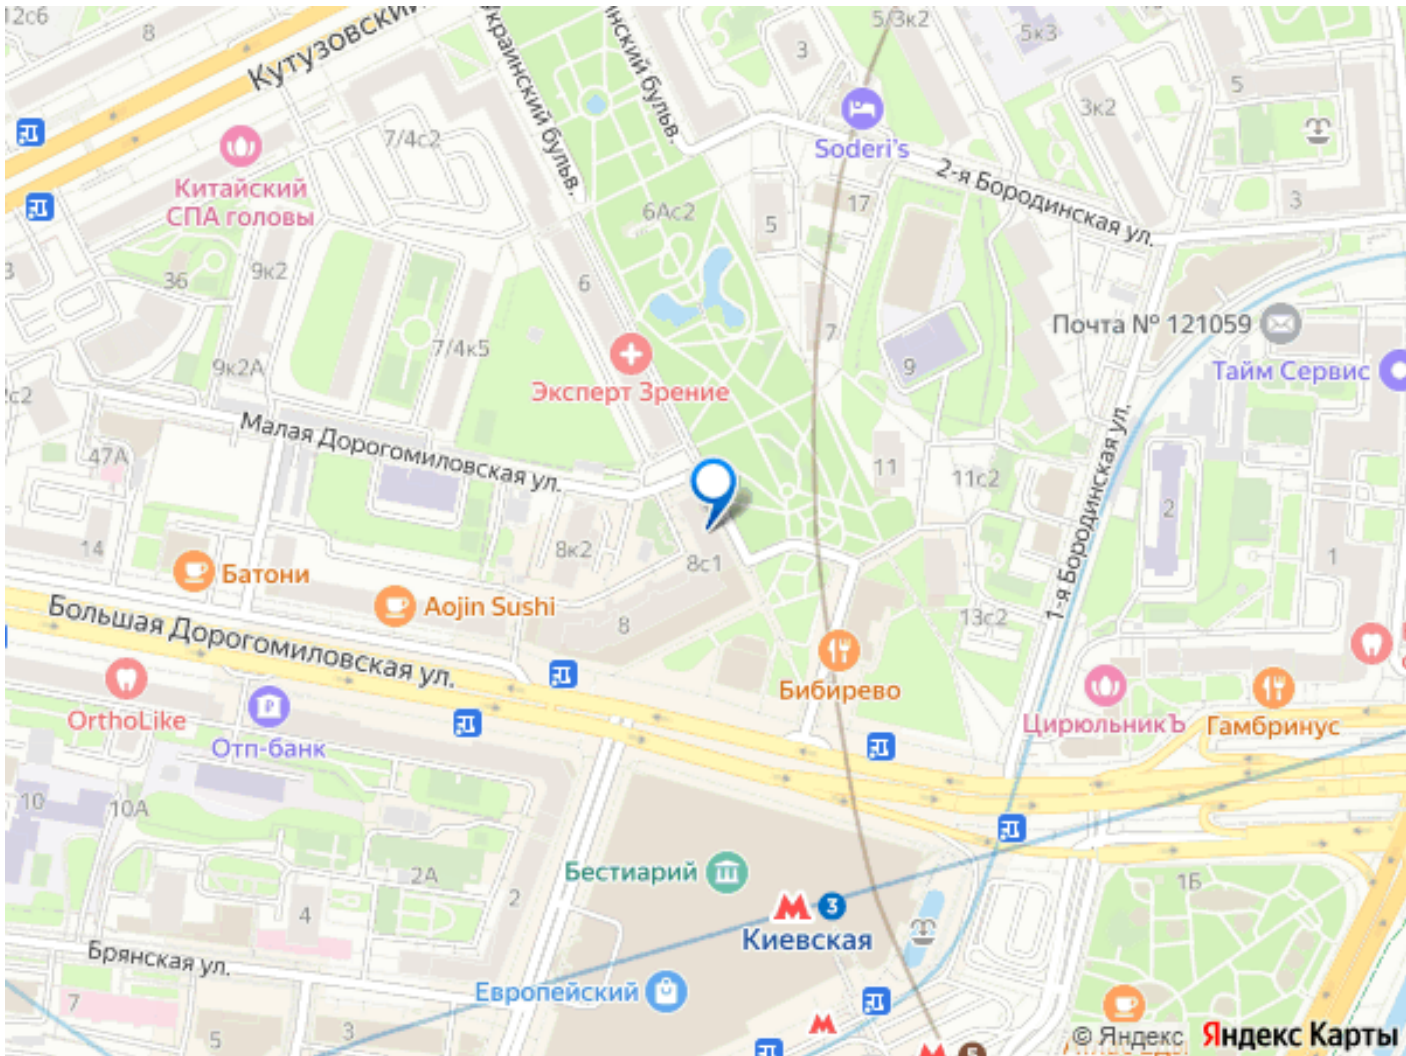 12с6
8
Кутузовский
Украинский бульв.
инский бульв.
5/3к2
5к3
3
5
3к2
7/4с2
Китайский
СПА головы
Soderi's
2-я Бородинская ул.
17
6Ас2
5
3
3
36
9к2
6
7
7/4к5
9к2А
9
Почта № 121059
Тайм Сервис
Эксперт Зрение
Малая Дорогомиловская ул.
47А
11
11с2
1-я Бородинская ул.
2
1
14
8к2
8с1
Батони
Aojin Sushi
8
13с2
Большая Дорогомиловская ул.
Бибирево
OrthoLike
Отп-банк
ЦирюльникЪ
Гамбринус
10
10А
2А
2
4
Бестиарий
3
Киевская
1Б
Брянская ул.
Европейский
7
5
3
© Яндекс
Яндекс Карты